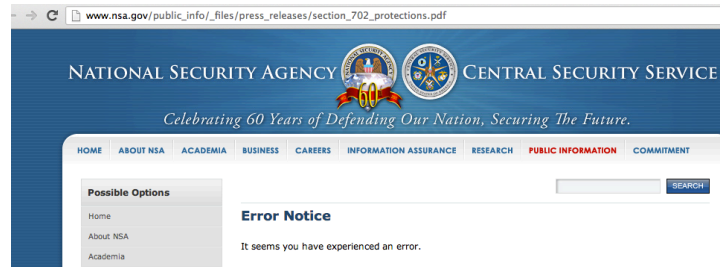 www.nsa.gov/public_info/_files/press_releases/section_702_protections.pdf
NATIONAL SECURITY AGENCY CENTRAL SECURITY SERVICE
60
Celebrating 60 Years of Defending Our Nation, Securing The Future.
HOME ABOUT NSA ACADEMIA BUSINESS CAREERS INFORMATION ASSURANCE RESEARCH PUBLIC INFORMATION COMMITMENT
Possible Options
SEARCH
Home
Error Notice
About NSA
It seems you have experienced an error.
Academia